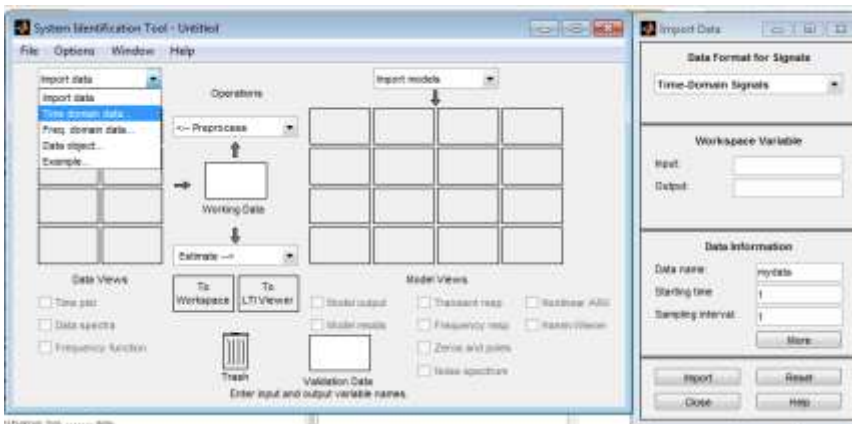 System Identification Tool - Untitled
File Options Window Help
Import data
Import data
Time domain data...
Freq. domain data...
Data object...
Example...
Operations
<-- Preprocess
Working Data
Estimate -->
Import models
Data Views
Time plot
Data spectra
Frequency function
To Workspace
To LTI Viewer
Trash
Model Views
Model output
Model resids
Transient resp
Frequency resp
Zeros and poles
Noise spectrum
Nonlinear ARX
Hamm-Wiener
Validation Data
Enter input and output variable names.
Import Data
Data Format for Signals
Time-Domain Signals
Workspace Variable
Input:
Output:
Data Information
Data name:
mydata
Starting time
1
Sampling interval:
1
More
Import
Reset
Close
Help